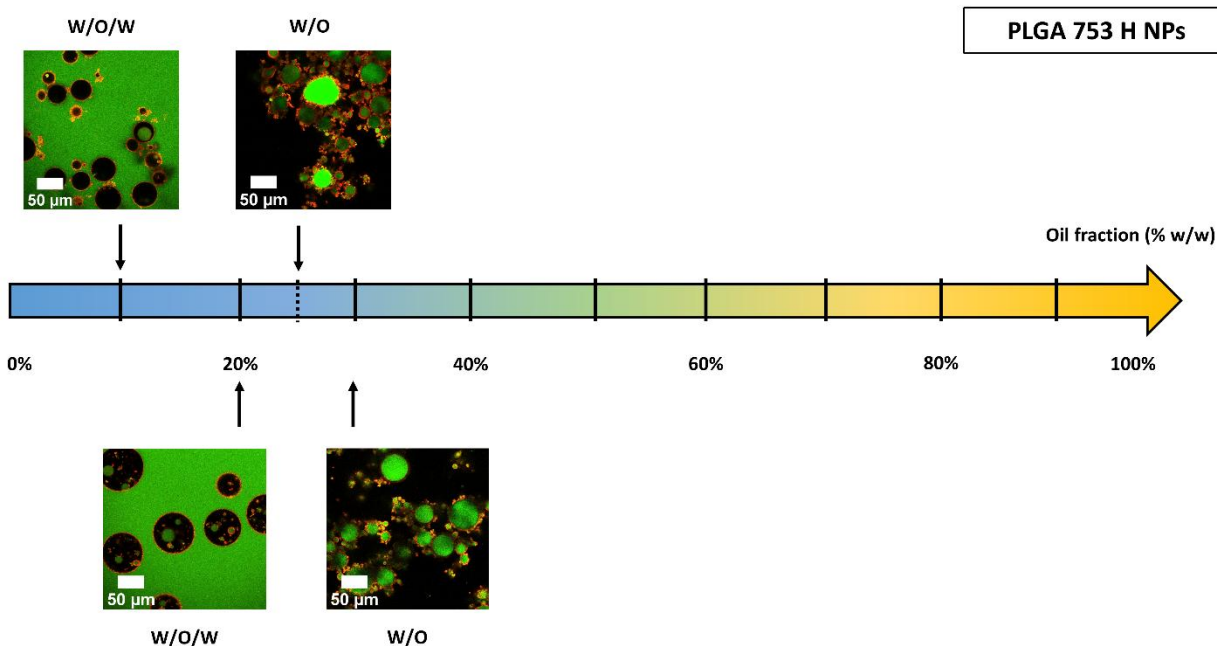 W/O/W
W/O
PLGA 753 H NPs
50 µm
50 µm
Oil fraction (% w/w)
0%
20%
40%
60%
80%
100%
50 µm
50 µm
W/O/W
W/O